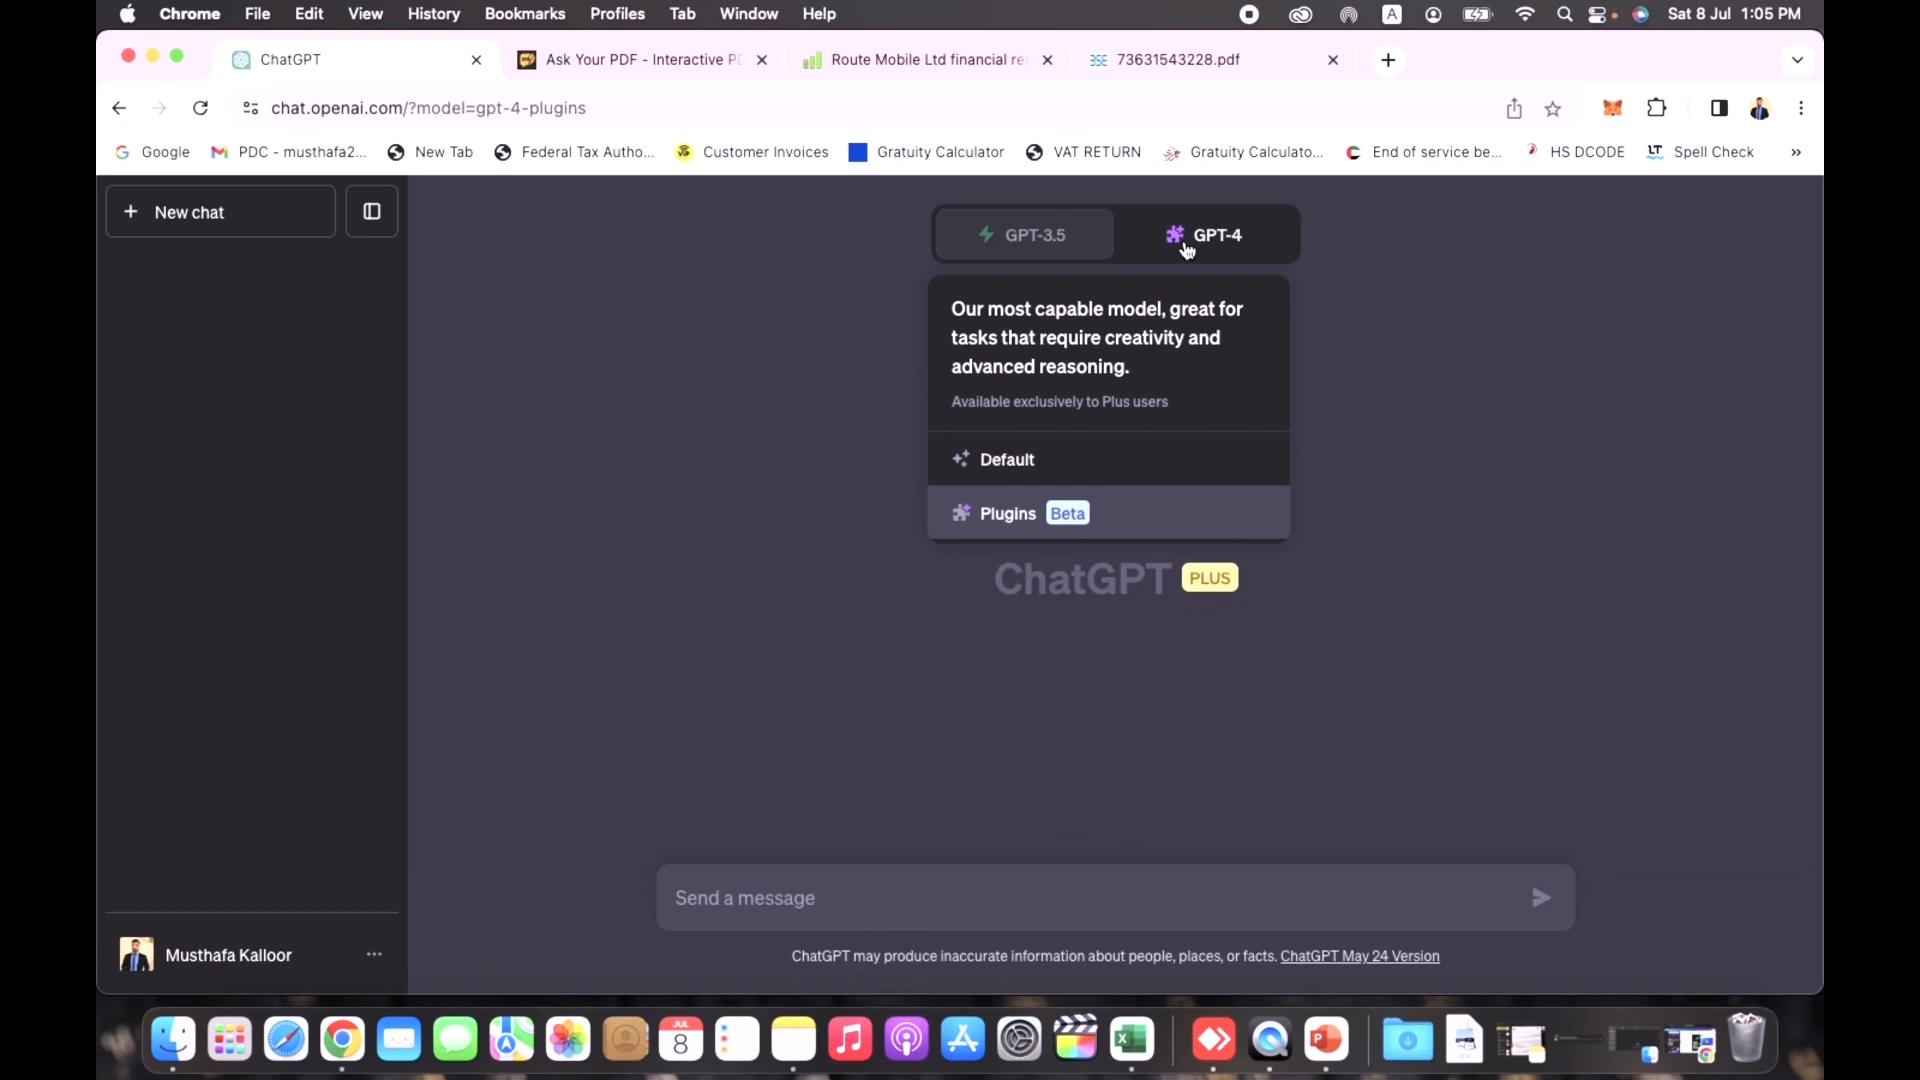 Chrome File Edit View History Bookmarks Profiles Tab Window Help A Sat 8 Jul 1:05 PM
ChatGPT Ask Your PDF - Interactive PD Route Mobile Ltd financial re 73631543228.pdf
chat.openai.com/?model=gpt-4-plugins
Google PDC - musthafa2... New Tab Federal Tax Autho... Customer Invoices Gratuity Calculator VAT RETURN Gratuity Calculato... End of service be... HS DCODE Spell Check »
+ New chat
GPT-3.5 GPT-4
Our most capable model, great for
tasks that require creativity and
advanced reasoning.
Available exclusively to Plus users
Default
Plugins Beta
ChatGPT PLUS
Send a message
ChatGPT may produce inaccurate information about people, places, or facts. ChatGPT May 24 Version
Musthafa Kalloor ...
JUL
8